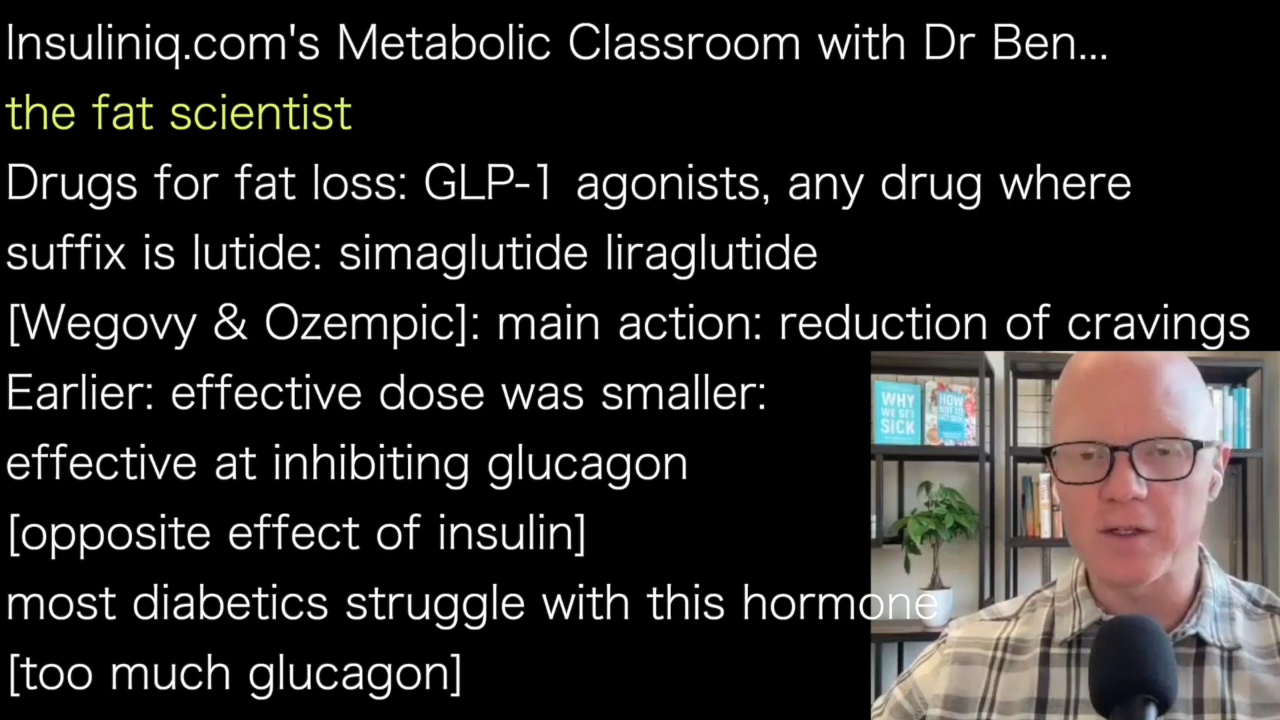 Insuliniq.com's Metabolic Classroom with Dr Ben...
the fat scientist
Drugs for fat loss: GLP-1 agonists, any drug where
suffix is lutide: simaglutide liraglutide
[Wegovy & Ozempic]: main action: reduction of cravings
Earlier: effective dose was smaller:
effective at inhibiting glucagon
[opposite effect of insulin]
most diabetics struggle with this hormone
[too much glucagon]
WHY
WE GET
SICK
HOW
NOT TO